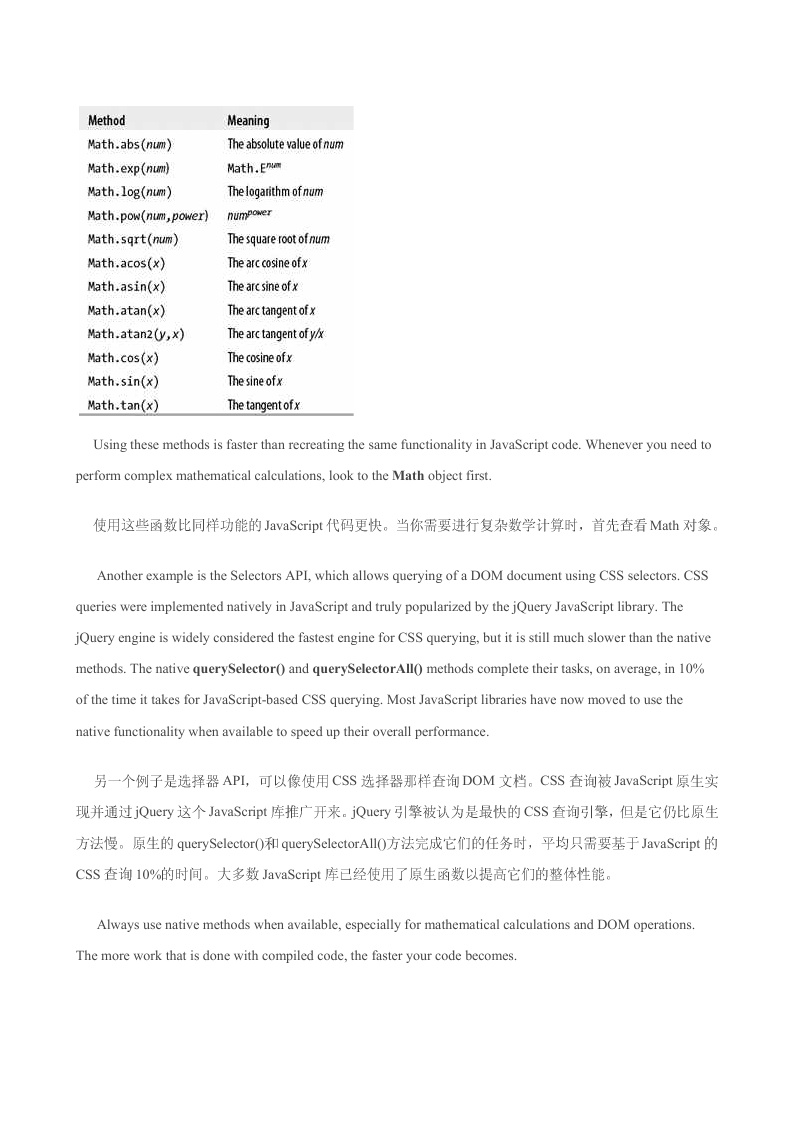 Method Meaning
Math.abs(num) The absolute value of num
Math.exp(num) Math.E^num
Math.log(num) The logarithm of num
Math.pow(num,power) num^power
Math.sqrt(num) The square root of num
Math.acos(x) The arc cosine of x
Math.asin(x) The arc sine of x
Math.atan(x) The arc tangent of x
Math.atan2(y,x) The arc tangent of y/x
Math.cos(x) The cosine of x
Math.sin(x) The sine of x
Math.tan(x) The tangent of x
Using these methods is faster than recreating the same functionality in JavaScript code. Whenever you need to
perform complex mathematical calculations, look to the Math object first.
使用这些函数比同样功能的 JavaScript 代码更快。当你需要进行复杂数学计算时，首先查看 Math 对象。
Another example is the Selectors API, which allows querying of a DOM document using CSS selectors. CSS
queries were implemented natively in JavaScript and truly popularized by the jQuery JavaScript library. The
jQuery engine is widely considered the fastest engine for CSS querying, but it is still much slower than the native
methods. The native querySelector() and querySelectorAll() methods complete their tasks, on average, in 10%
of the time it takes for JavaScript-based CSS querying. Most JavaScript libraries have now moved to use the
native functionality when available to speed up their overall performance.
另一个例子是选择器 API，可以像使用 CSS 选择器那样查询 DOM 文档。CSS 查询被 JavaScript 原生实
现并通过 jQuery 这个 JavaScript 库推广开来。jQuery 引擎被认为是最快的 CSS 查询引擎，但是它仍比原生
方法慢。原生的 querySelector()和 querySelectorAll()方法完成它们的任务时，平均只需要基于 JavaScript 的
CSS 查询 10%的时间。大多数 JavaScript 库已经使用了原生函数以提高它们的整体性能。
Always use native methods when available, especially for mathematical calculations and DOM operations.
The more work that is done with compiled code, the faster your code becomes.